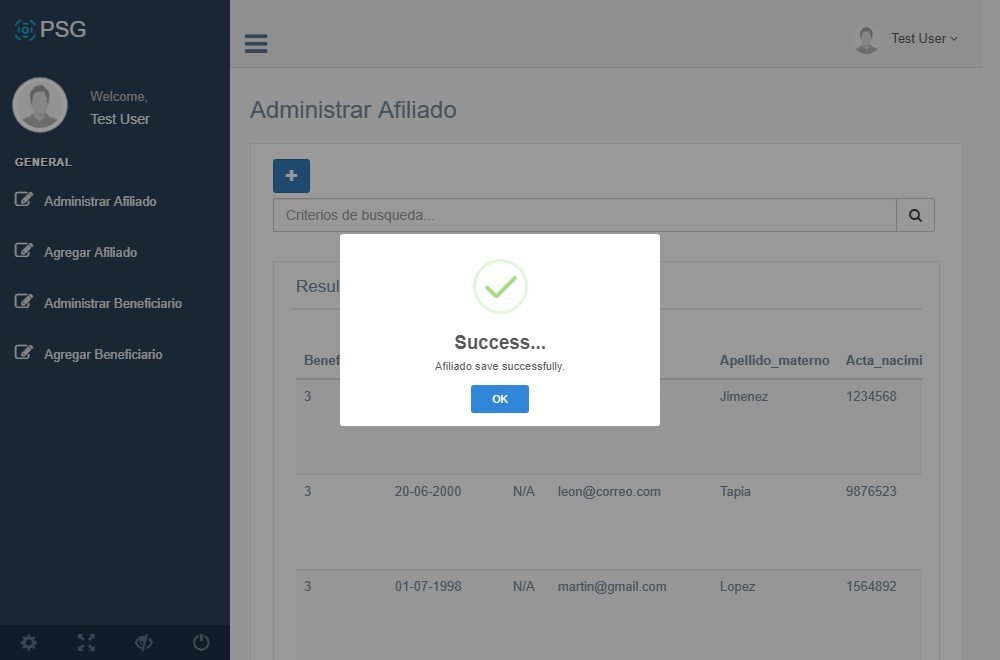 PSG
Welcome,
Test User
GENERAL
Administrar Afiliado
Agregar Afiliado
Administrar Beneficiario
Agregar Beneficiario
Test User
Administrar Afiliado
+
Criterios de busqueda...
Resul
Success...
Afiliado save successfully.
OK
Benef Apellido_materno Acta_nacimi
3 Jimenez 1234568
3 20-06-2000 N/A leon@correo.com Tapia 9876523
3 01-07-1998 N/A martin@gmail.com Lopez 1564892